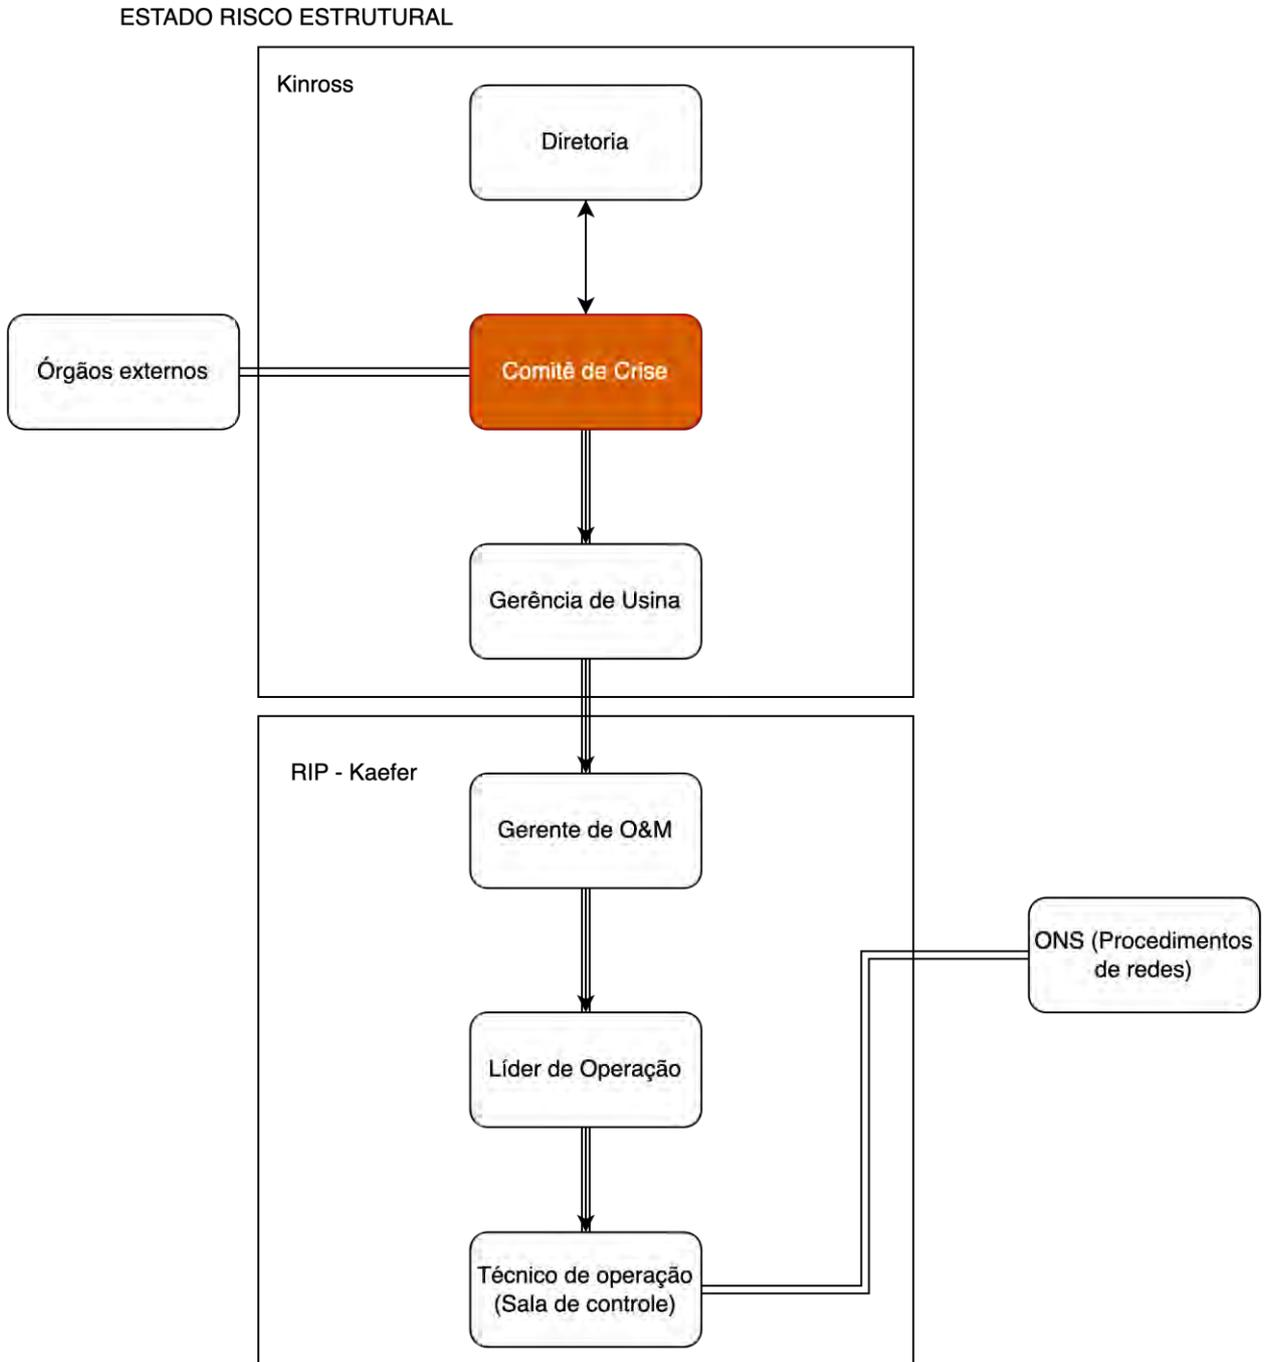 ESTADO RISCO ESTRUTURAL
Kinross
Diretoria
Órgãos externos
Comitê de Crise
Gerência de Usina
RIP - Kaefer
Gerente de O&M
ONS (Procedimentos
de redes)
Líder de Operação
Técnico de operação
(Sala de controle)